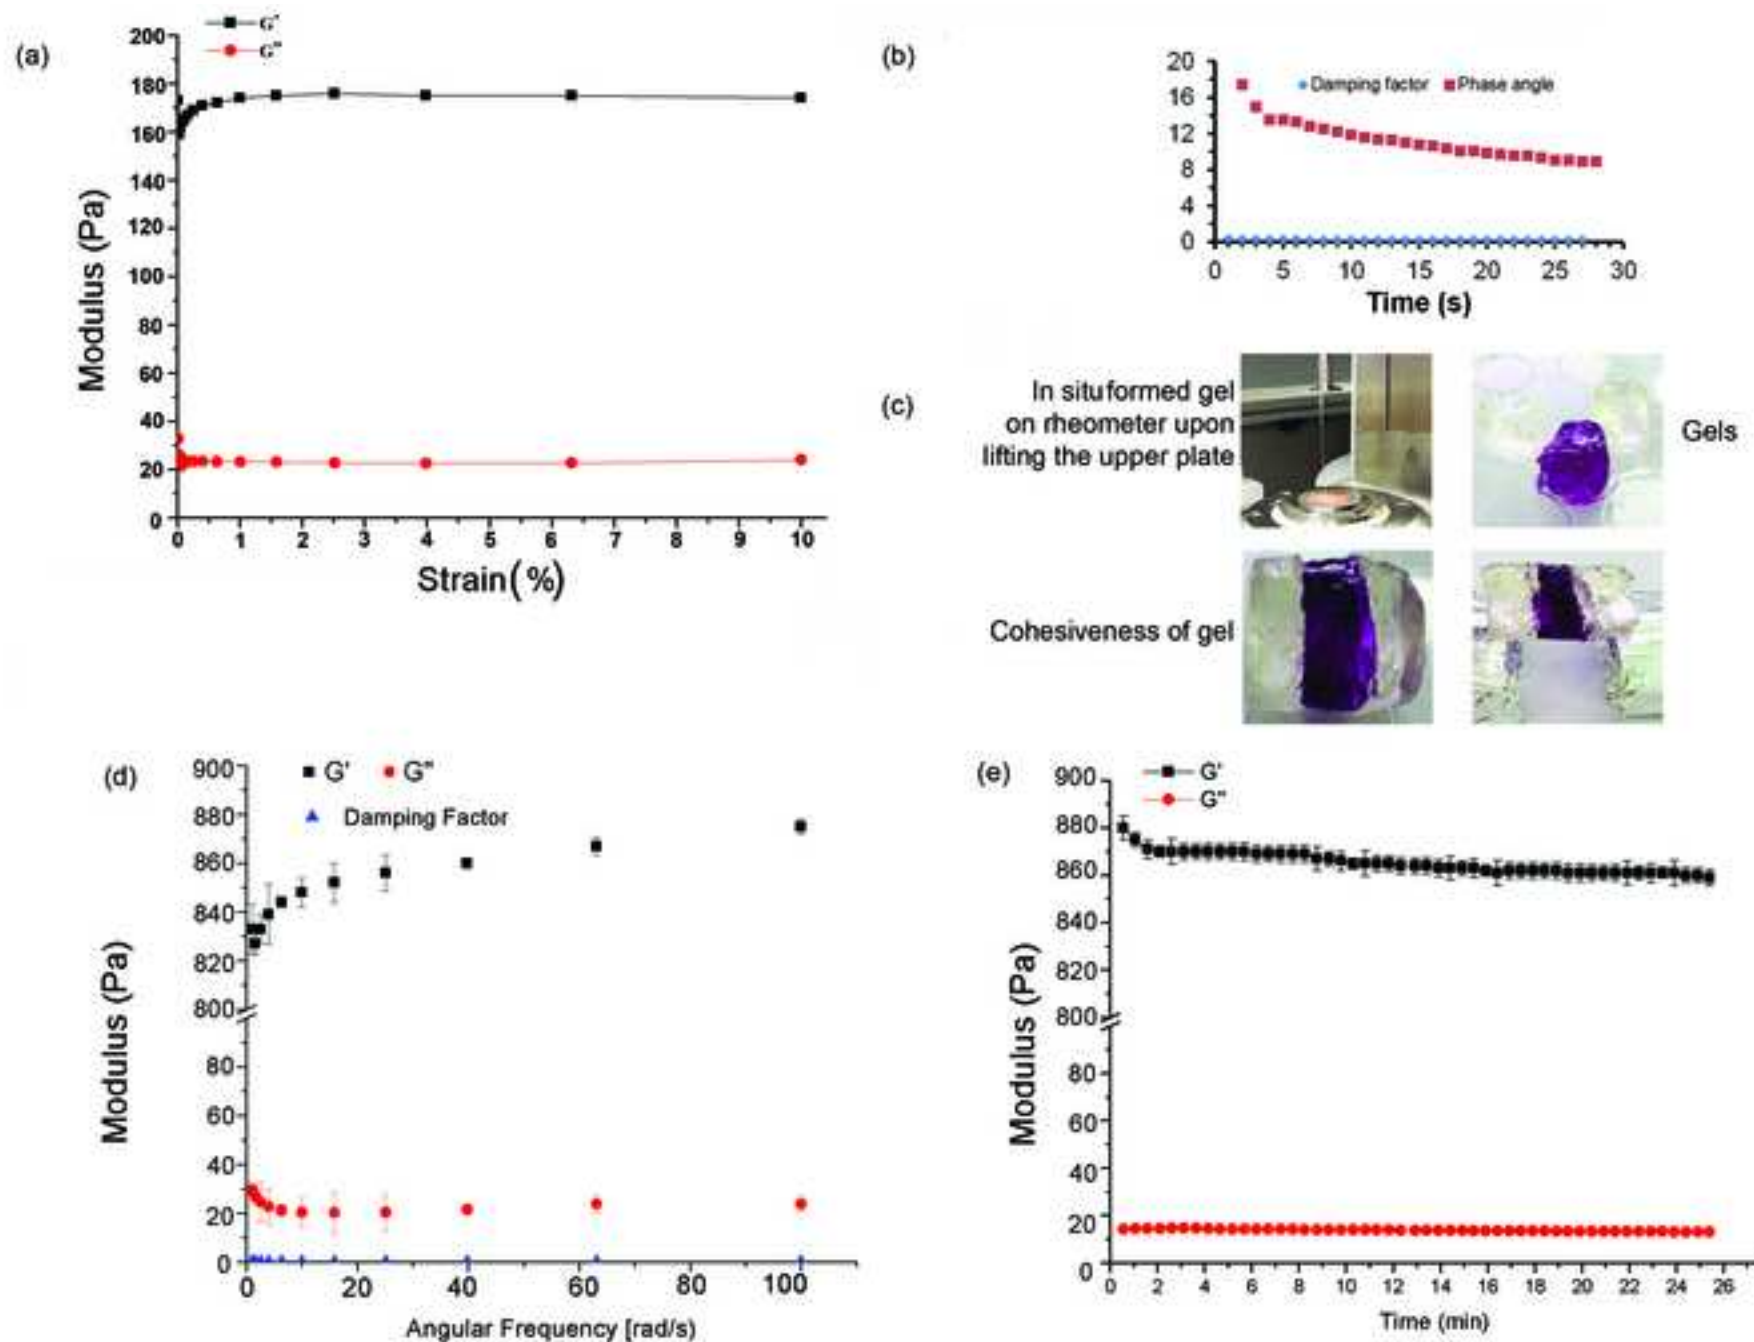 (a)
G'
G"
200
180
160
140
120
100
80
60
40
20
0
Modulus (Pa)
0 1 2 3 4 5 6 7 8 9 10
Strain(%)
(b)
20
16
12
8
4
0
Damping factor Phase angle
0 5 10 15 20 25 30
Time (s)
(c)
In situformed gel
on rheometer upon
lifting the upper plate
Gels
Cohesiveness of gel
(d)
G' G"
Damping Factor
900
880
860
840
820
800
80
60
40
20
0
Modulus (Pa)
0 20 40 60 80 100
Angular Frequency [rad/s)
(e)
G'
G"
900
880
860
840
820
800
80
60
40
20
0
Modulus (Pa)
0 2 4 6 8 10 12 14 16 18 20 22 24 26
Time (min)